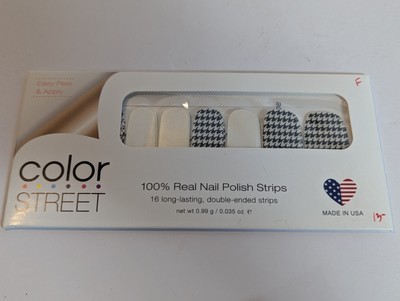 Easy Peel
& Apply
F
color
STREET
100% Real Nail Polish Strips
16 long-lasting, double-ended strips
net wt 0.99 g / 0.035 oz ℮
MADE IN USA
13-